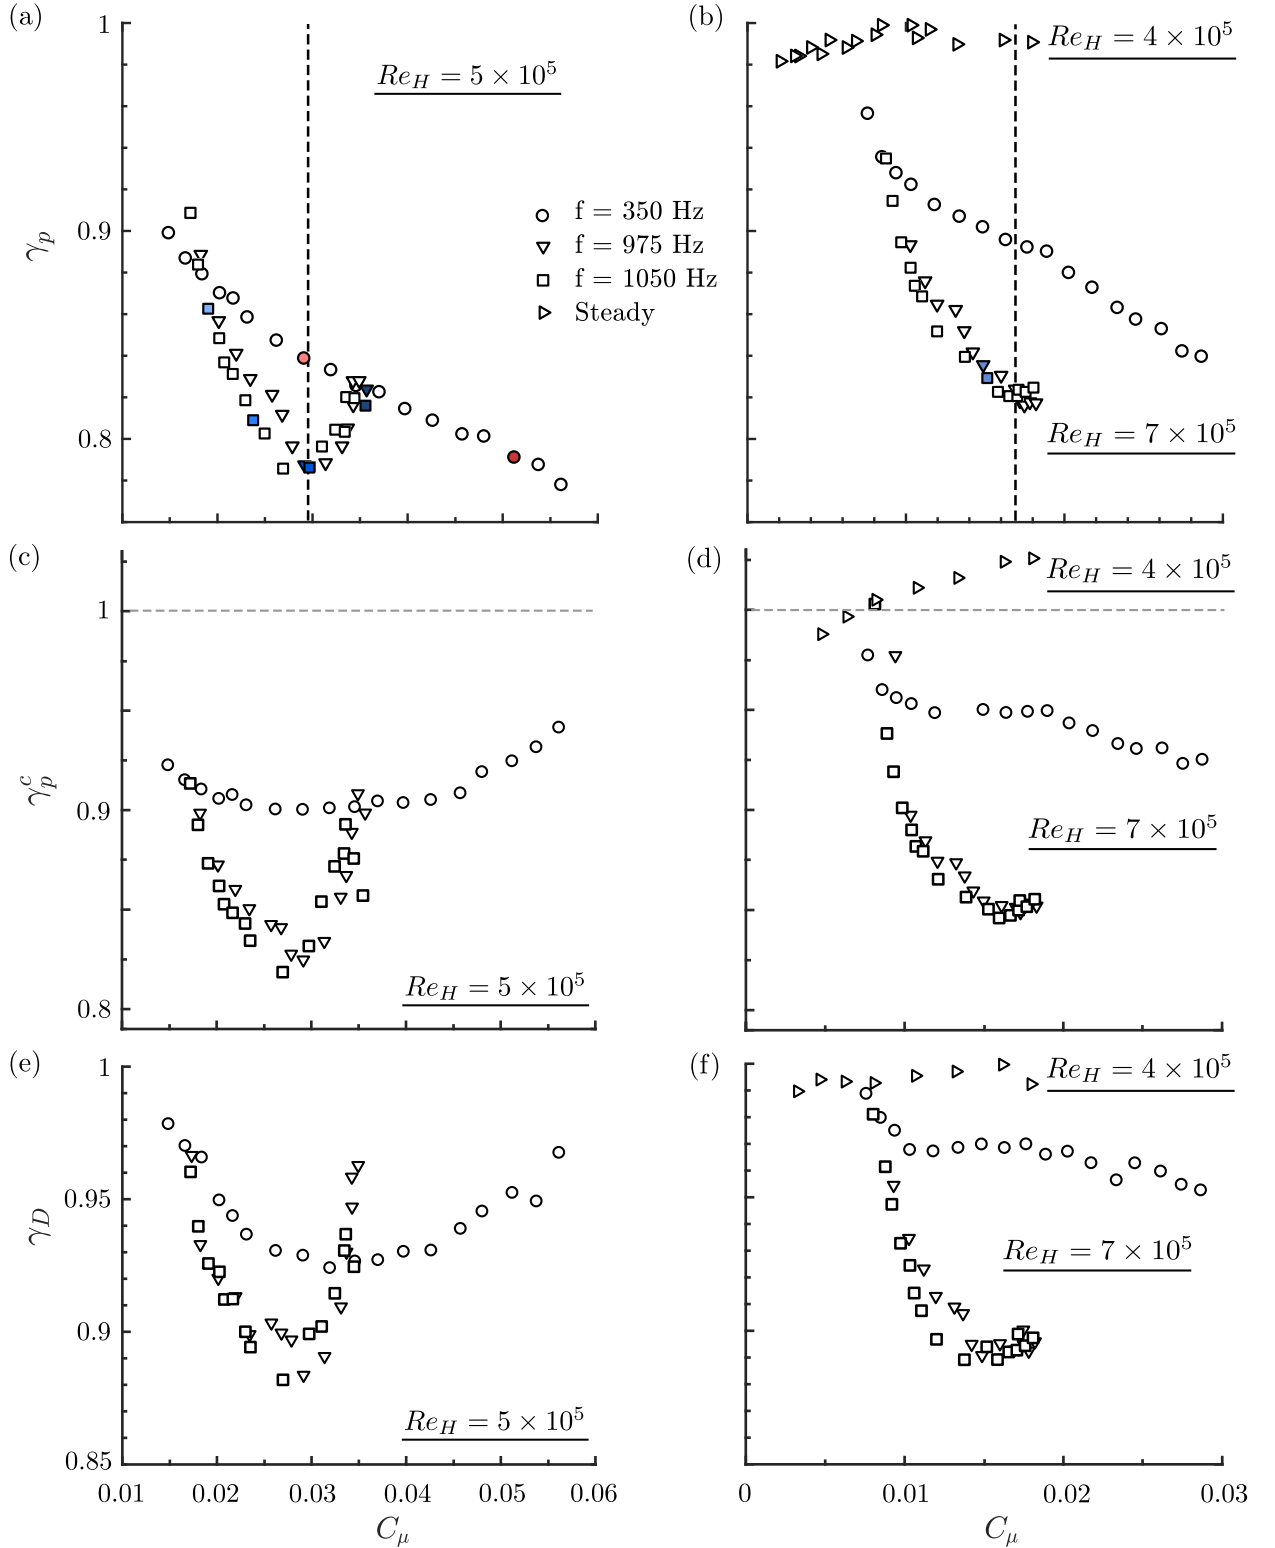 (a)
1
Re_H = 5 × 10^5
0.9
γ_p
0.8
f = 350 Hz
f = 975 Hz
f = 1050 Hz
Steady
(b)
Re_H = 4 × 10^5
Re_H = 7 × 10^5
(c)
1
0.9
γ_p^c
0.8
Re_H = 5 × 10^5
(d)
Re_H = 4 × 10^5
Re_H = 7 × 10^5
(e)
1
0.95
γ_D
0.9
0.85
Re_H = 5 × 10^5
0.01 0.02 0.03 0.04 0.05 0.06
C_μ
(f)
Re_H = 4 × 10^5
Re_H = 7 × 10^5
0 0.01 0.02 0.03
C_μ